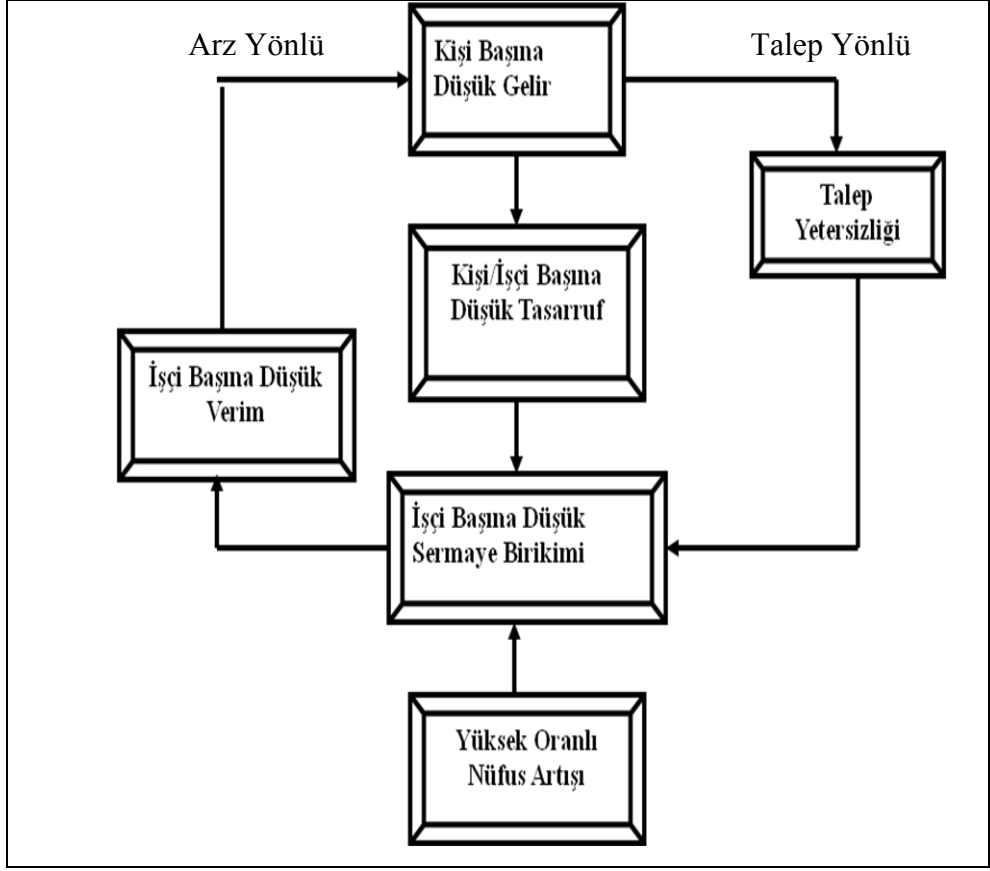 Arz Yönlü
Talep Yönlü
Kişi Başına
Düşük Gelir
Talep
Yetersizliği
Kişi/İşçi Başına
Düşük Tasarruf
İşçi Başına Düşük
Verim
İşçi Başına Düşük
Sermaye Birikimi
Yüksek Oranlı
Nüfus Artışı